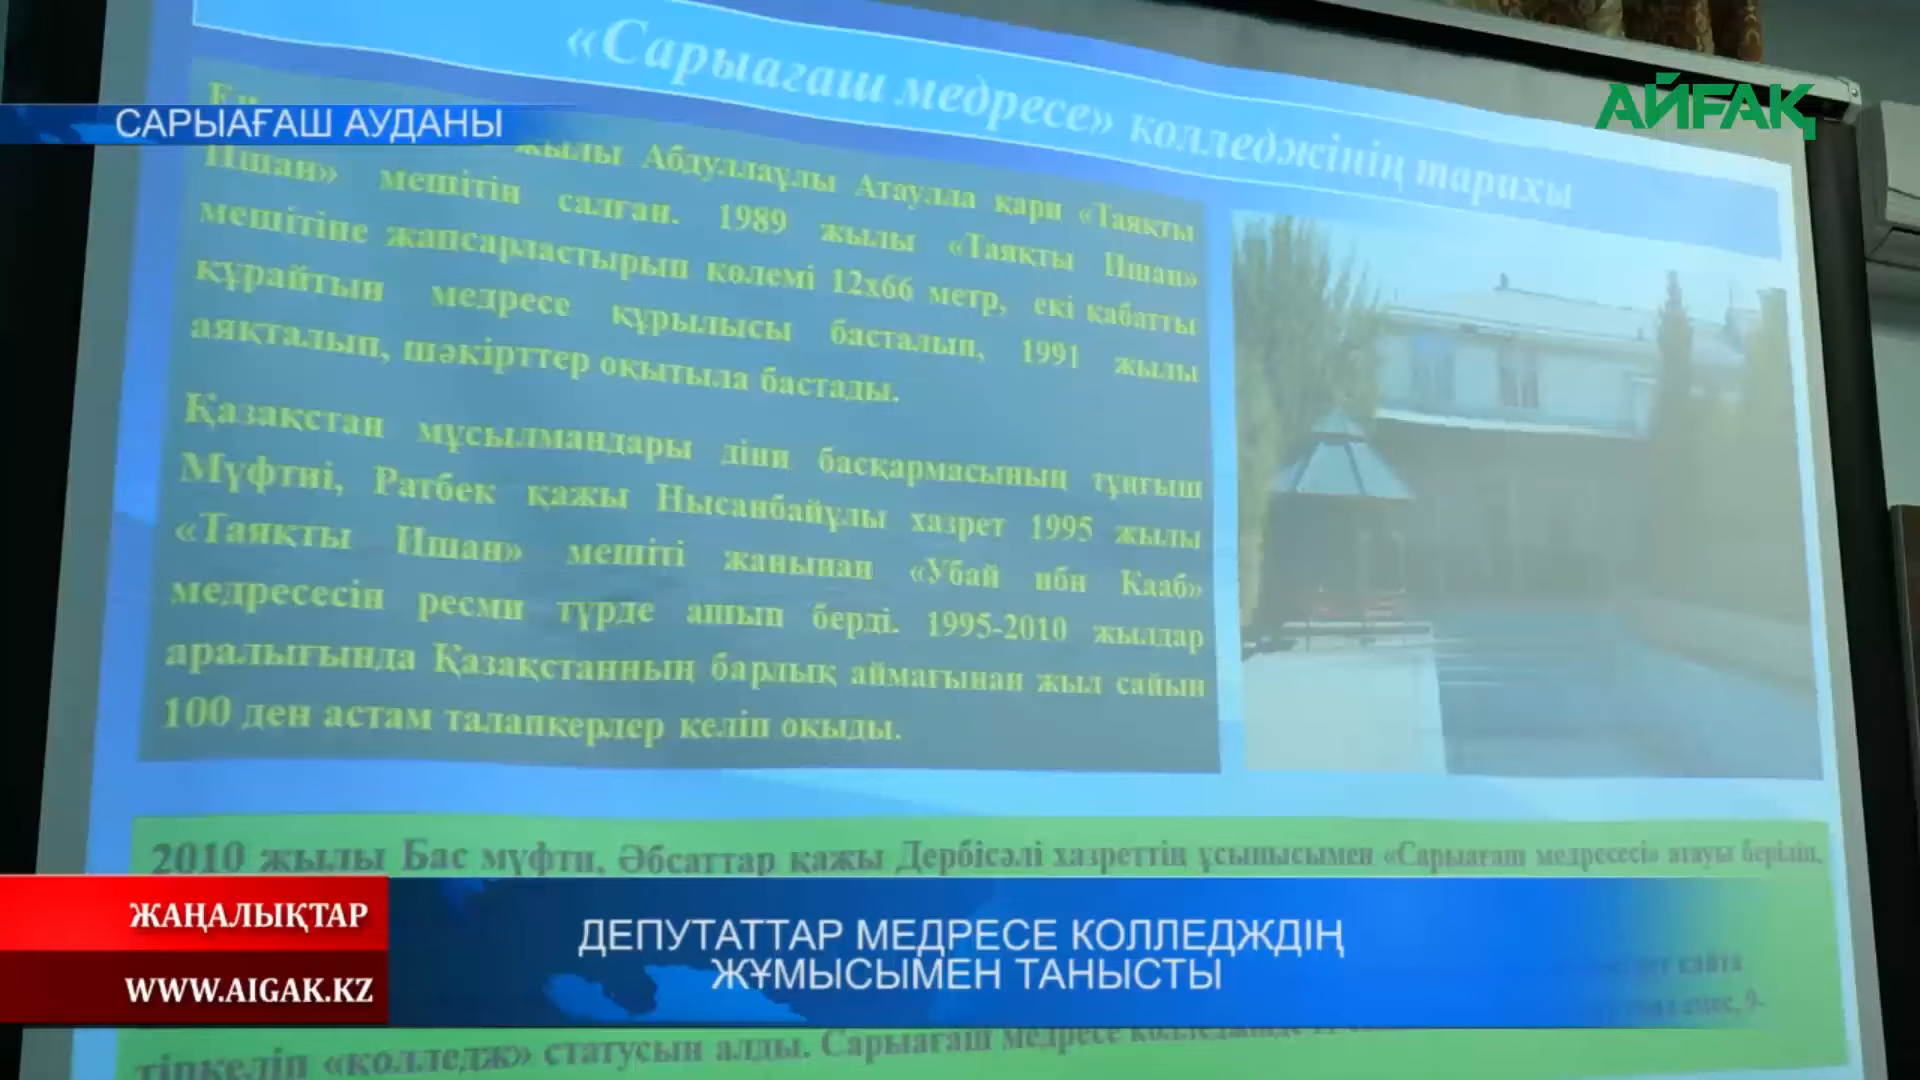 «Сарыағаш медресе» колледжінің тарихы
АЙҒАҚ
САРЫАҒАШ АУДАНЫ
жылы Абдуллаұлы Атаулла қари «Таяқты
Ишан» мешітін салған. 1989 жылы «Таяқты Ишан»
мешітіне жапсарластырып көлемі 12х66 метр, екі қабатты
құрайтын медресе құрылысы басталып, 1991 жылы
аяқталып, шәкірттер оқытыла бастады.
Қазақстан мұсылмандары діни басқармасының тұңғыш
Мүфтиі, Ратбек қажы Нысанбайұлы хазрет 1995 жылы
«Таяқты Ишан» мешіті жанынан «Убай ибн Кааб»
медресесін ресми түрде ашып берді. 1995-2010 жылдар
аралығында Қазақстанның барлық аймағынан жыл сайын
100 ден астам талапкерлер келіп оқыды.
2010 жылы Бас мүфти, Әбсаттар қажы Дербісәлі хазреттің ұсынысымен «Сарыағаш медресесі» атауы беріліп,
қайта
емес, 9-
тіркеліп «колледж» статусын алды. Сарыағаш медресе
ЖАҢАЛЫҚТАР
WWW.AIGAK.KZ
ДЕПУТАТТАР МЕДРЕСЕ КОЛЛЕДЖДІҢ
ЖҰМЫСЫМЕН ТАНЫСТЫ